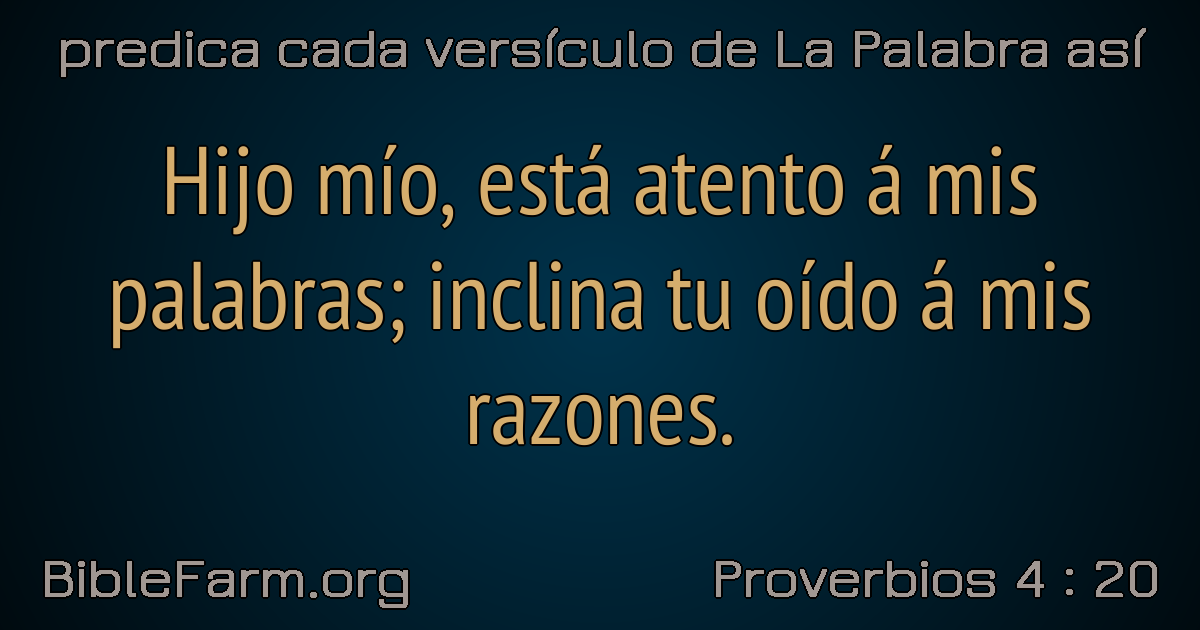 predica cada versículo de La Palabra así
Hijo mío, está atento á mis
palabras; inclina tu oído á mis
razones.
BibleFarm.org
Proverbios 4 : 20